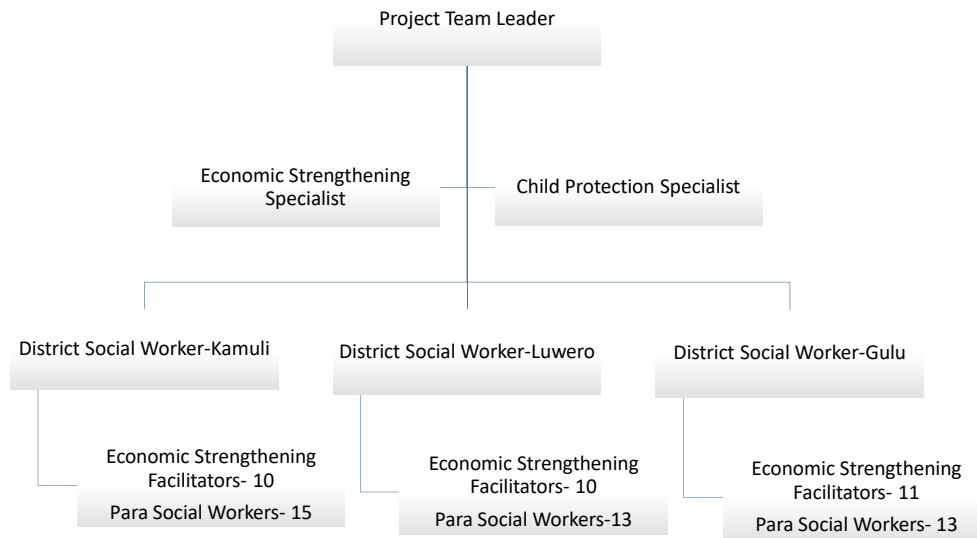 Project Team Leader
Economic Strengthening
Specialist
Child Protection Specialist
District Social Worker-Kamuli
District Social Worker-Luwero
District Social Worker-Gulu
Economic Strengthening
Facilitators- 10
Para Social Workers- 15
Economic Strengthening
Facilitators- 10
Para Social Workers-13
Economic Strengthening
Facilitators- 11
Para Social Workers- 13